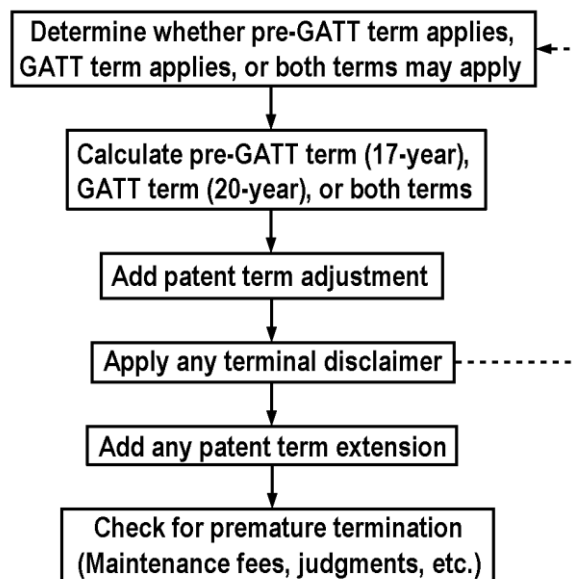 Determine whether pre-GATT term applies,
GATT term applies, or both terms may apply
Calculate pre-GATT term (17-year),
GATT term (20-year), or both terms
Add patent term adjustment
Apply any terminal disclaimer
Add any patent term extension
Check for premature termination
(Maintenance fees, judgments, etc.)